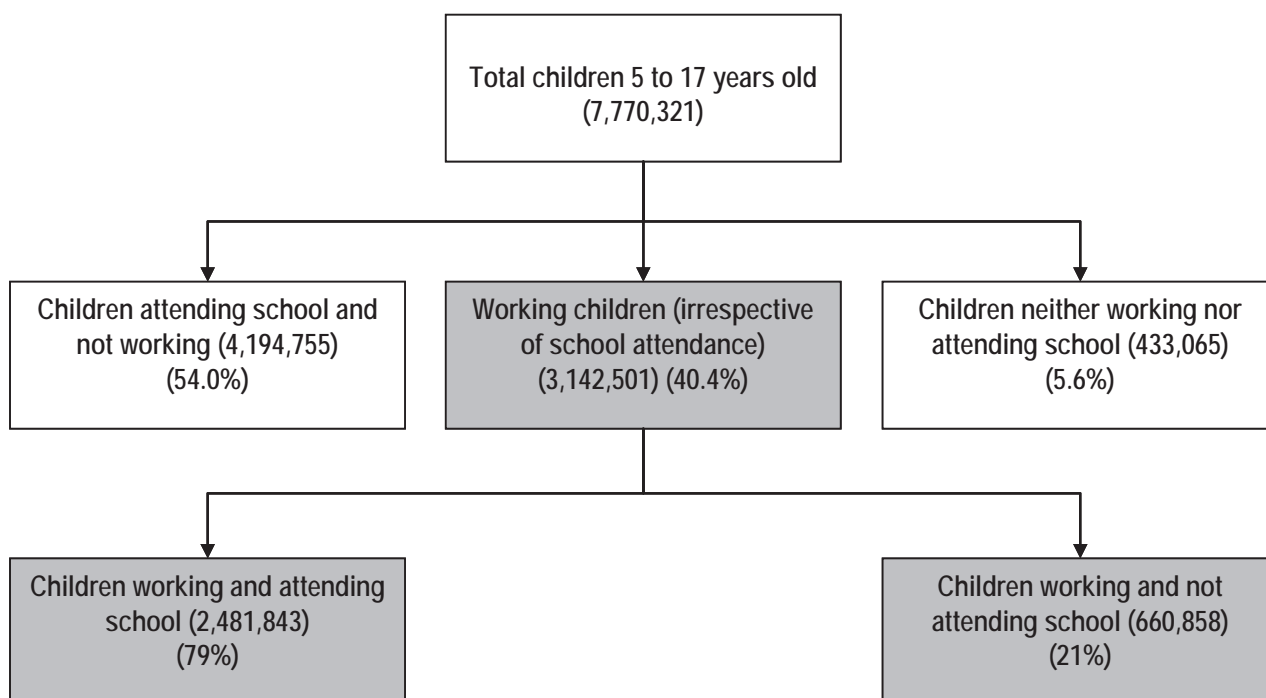 Total children 5 to 17 years old
(7,770,321)
Children attending school and
not working (4,194,755)
(54.0%)
Working children (irrespective
of school attendance)
(3,142,501) (40.4%)
Children neither working nor
attending school (433,065)
(5.6%)
Children working and attending
school (2,481,843)
(79%)
Children working and not
attending school (660,858)
(21%)